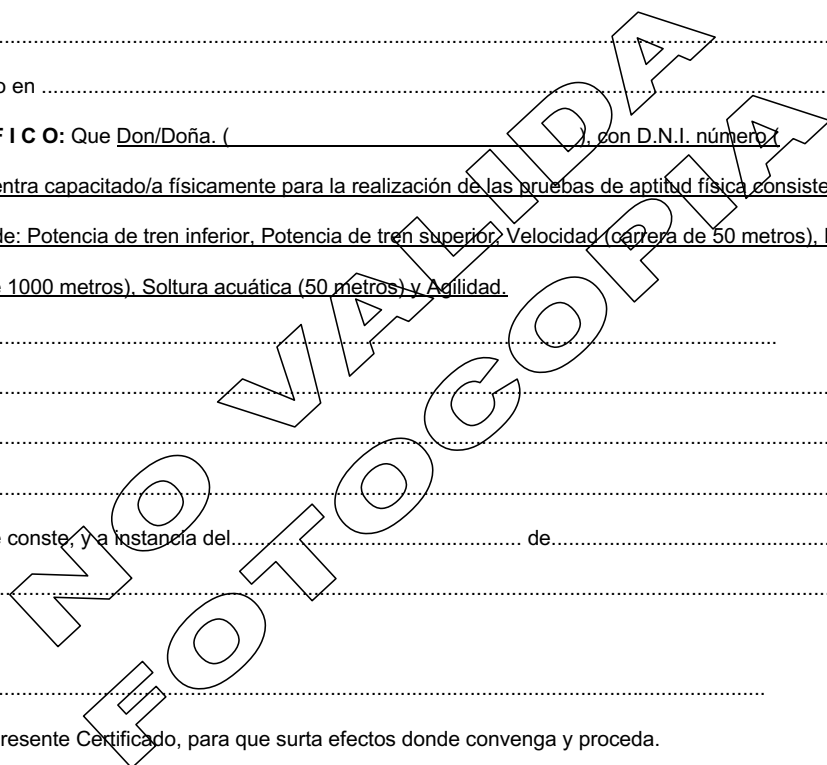 ..............................................................
o en ..............................................................
F I C O: Que Don/Doña. ( ), con D.N.I. número (
entra capacitado/a físicamente para la realización de las pruebas de aptitud física consiste
de: Potencia de tren inferior, Potencia de tren superior, Velocidad (carrera de 50 metros),
e 1000 metros), Soltura acuática (50 metros) y Agilidad.
..............................................................
..............................................................
..............................................................
..............................................................
e conste, y a instancia del.......................................... de........................................
..............................................................
..............................................................
resente Certificado, para que surta efectos donde convenga y proceda.
NO VALIDA
FOTOCOPIA